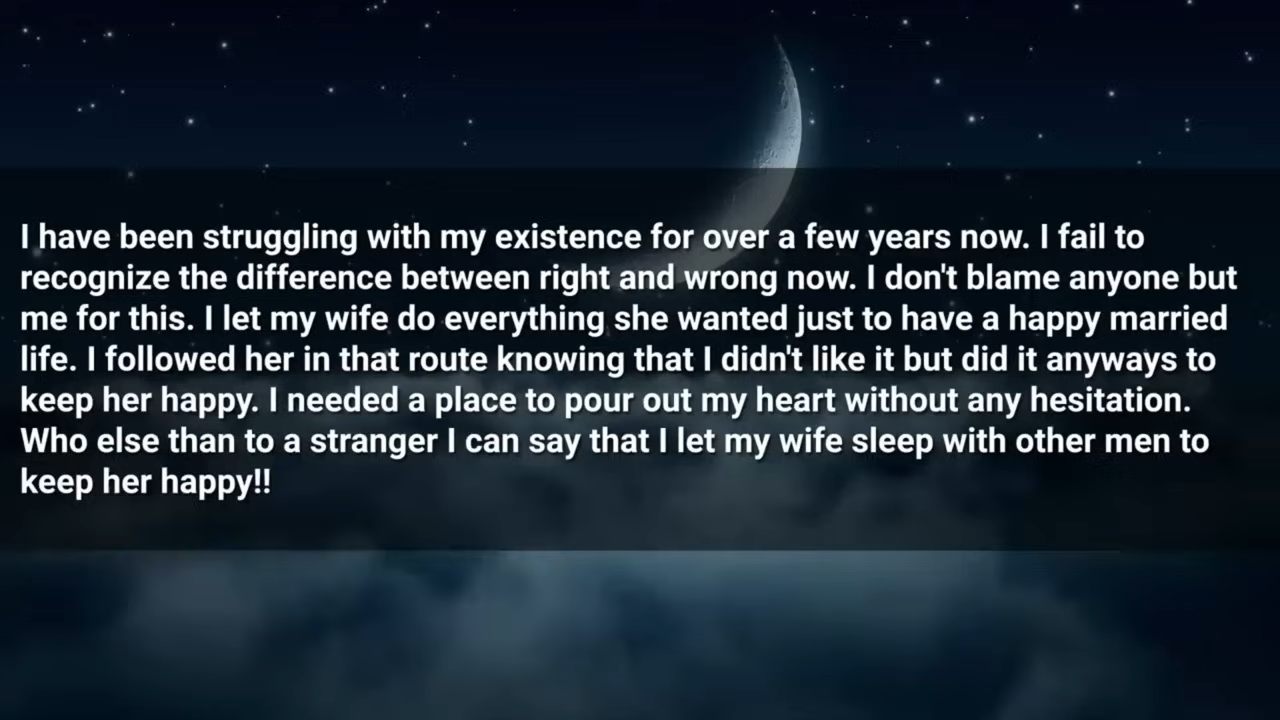 I have been struggling with my existence for over a few years now. I fail to
recognize the difference between right and wrong now. I don't blame anyone but
me for this. I let my wife do everything she wanted just to have a happy married
life. I followed her in that route knowing that I didn't like it but did it anyways to
keep her happy. I needed a place to pour out my heart without any hesitation.
Who else than to a stranger I can say that I let my wife sleep with other men to
keep her happy!!